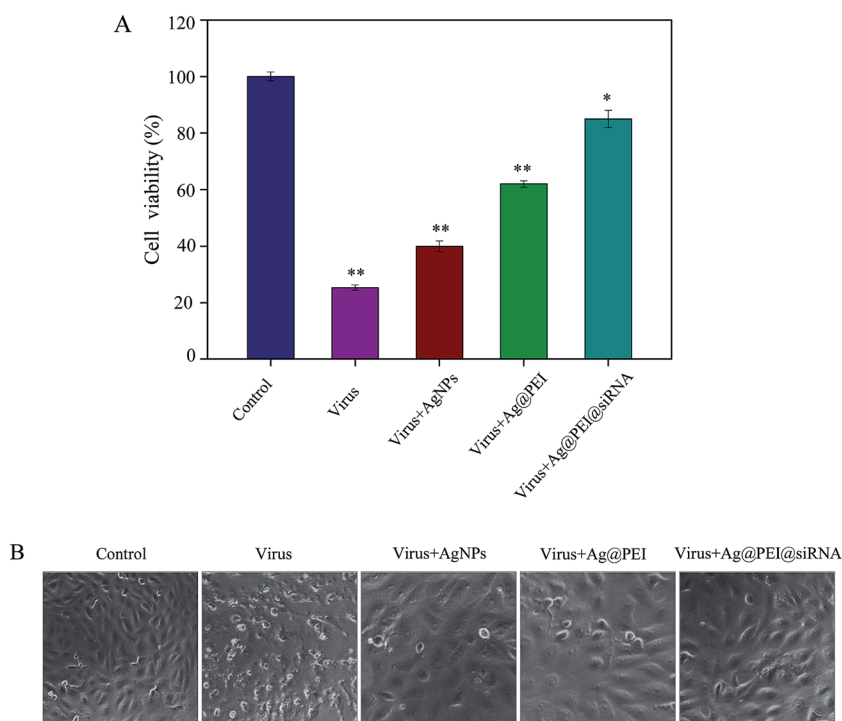 A
120
100
80
60
40
20
0
Cell viability (%)
**
**
**
*
Control
Virus
Virus+AgNPs
Virus+Ag@PEI
Virus+Ag@PEI@siRNA
B
Control Virus Virus+AgNPs Virus+Ag@PEI Virus+Ag@PEI@siRNA